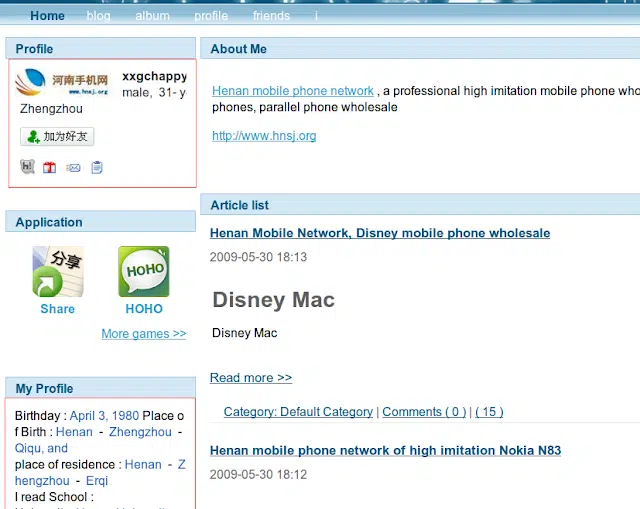 Home blog album profile friends
Profile
河南手机网
www.hnsj.org
xxgchappy
male, 31- y
Zhengzhou
加为好友
Application
分享
HOHO
Share HOHO
More games >>
My Profile
Birthday : April 3, 1980 Place o
f Birth : Henan - Zhengzhou -
Qiqu, and
place of residence : Henan - Z
hengzhou - Erqi
I read School :
About Me
Henan mobile phone network , a professional high imitation mobile phone who
phones, parallel phone wholesale
http://www.hnsj.org
Article list
Henan Mobile Network, Disney mobile phone wholesale
2009-05-30 18:13
Disney Mac
Disney Mac
Read more >>
Category: Default Category | Comments ( 0 ) | ( 15 )
Henan mobile phone network of high imitation Nokia N83
2009-05-30 18:12